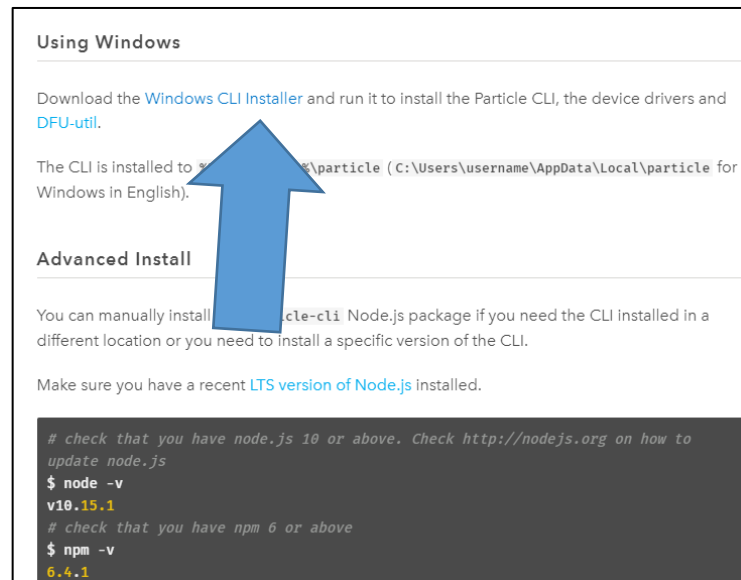 Using Windows
Download the Windows CLI Installer and run it to install the Particle CLI, the device drivers and
DFU-util.
The CLI is installed to % %\particle ( C:\Users\username\AppData\Local\particle for
Windows in English).
Advanced Install
You can manually install cle-cli Node.js package if you need the CLI installed in a
different location or you need to install a specific version of the CLI.
Make sure you have a recent LTS version of Node.js installed.
# check that you have node.js 10 or above. Check http://nodejs.org on how to
update node.js
$ node -v
v10.15.1
# check that you have npm 6 or above
$ npm -v
6.4.1